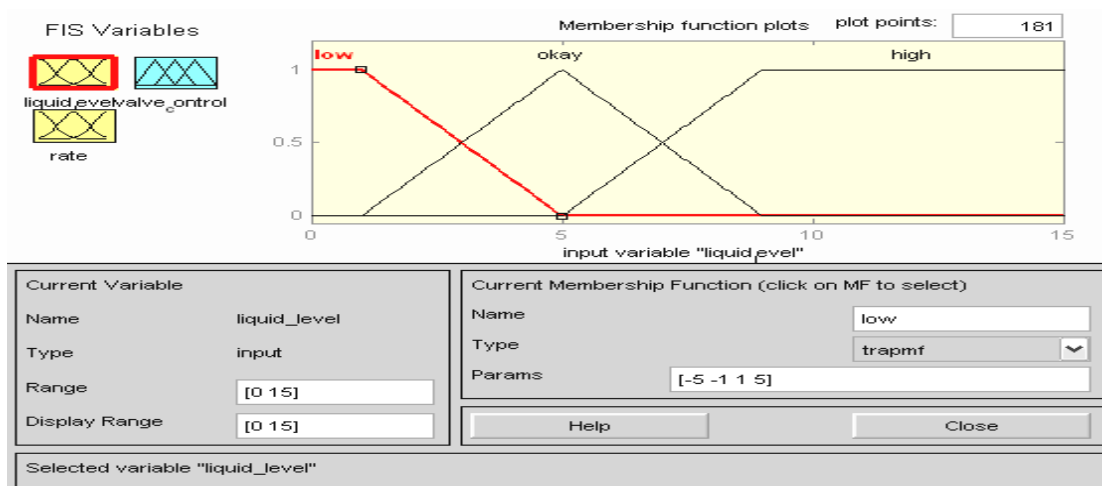 FIS Variables
Membership function plots
plot points:
181
low
okay
high
1
0.5
0
liquid_level
valve_control
rate
0
5
10
15
input variable "liquid_level"
Current Variable
Name
liquid_level
Type
input
Range
[0 15]
Display Range
[0 15]
Current Membership Function (click on MF to select)
Name
low
Type
trapmf
Params
[-5 -1 1 5]
Help
Close
Selected variable "liquid_level"